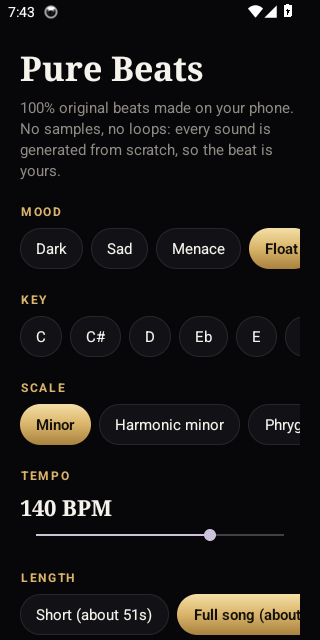 7:43
Pure Beats
100% original beats made on your phone.
No samples, no loops: every sound is
generated from scratch, so the beat is
yours.
MOOD
Dark Sad Menace Float
KEY
C C# D Eb E
SCALE
Minor Harmonic minor Phryg
TEMPO
140 BPM
LENGTH
Short (about 51s) Full song (about